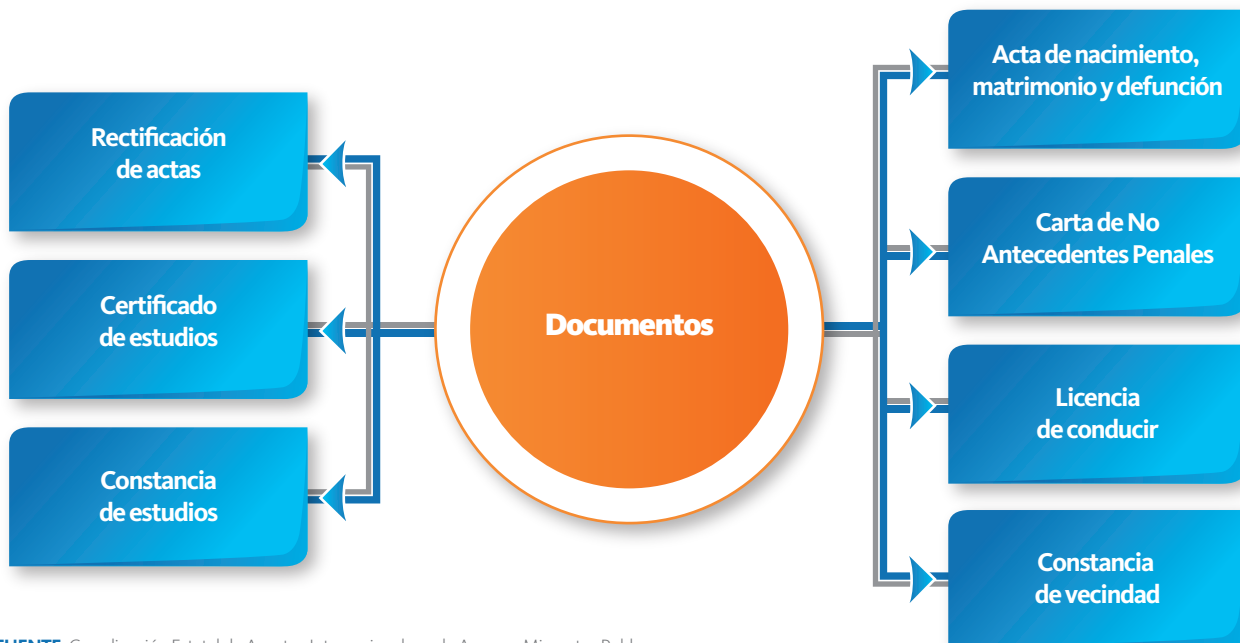 Rectificación
de actas
Certificado
de estudios
Constancia
de estudios
Documentos
Acta de nacimiento,
matrimonio y defunción
Carta de No
Antecedentes Penales
Licencia
de conducir
Constancia
de vecindad